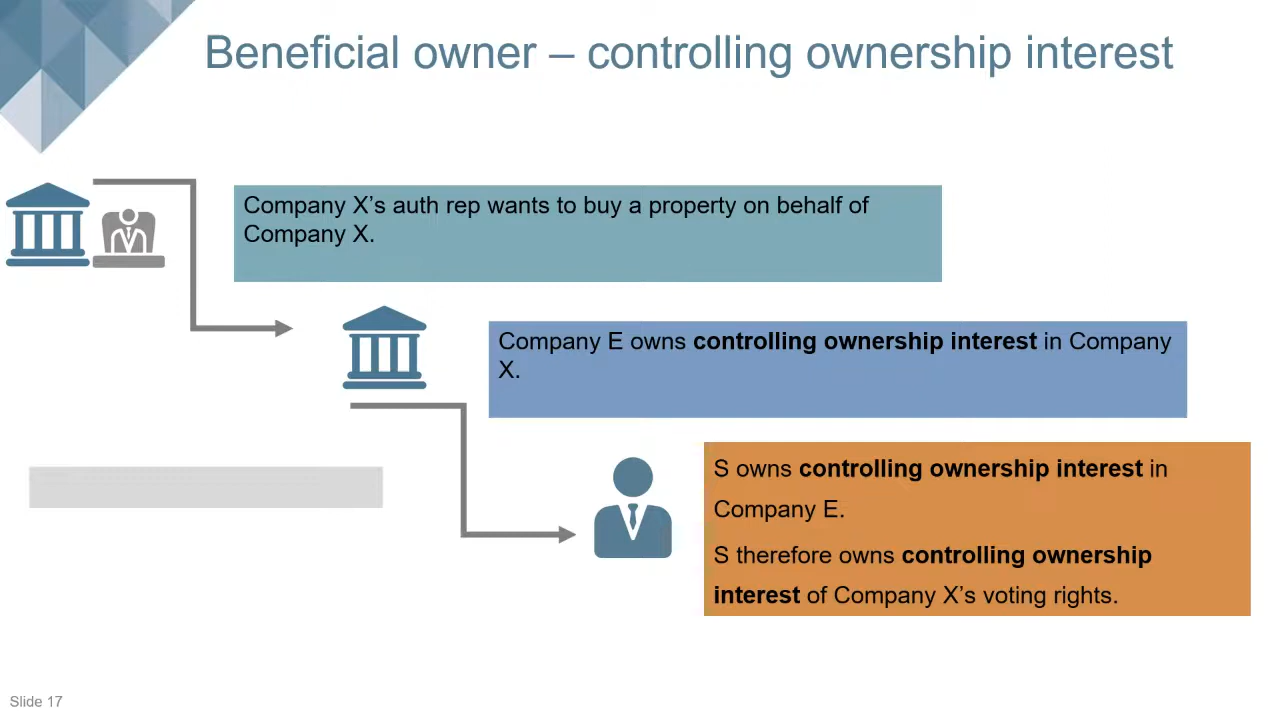 Beneficial owner – controlling ownership interest
Company X’s auth rep wants to buy a property on behalf of
Company X.
Company E owns controlling ownership interest in Company
X.
S owns controlling ownership interest in
Company E.
S therefore owns controlling ownership
interest of Company X’s voting rights.
Slide 17